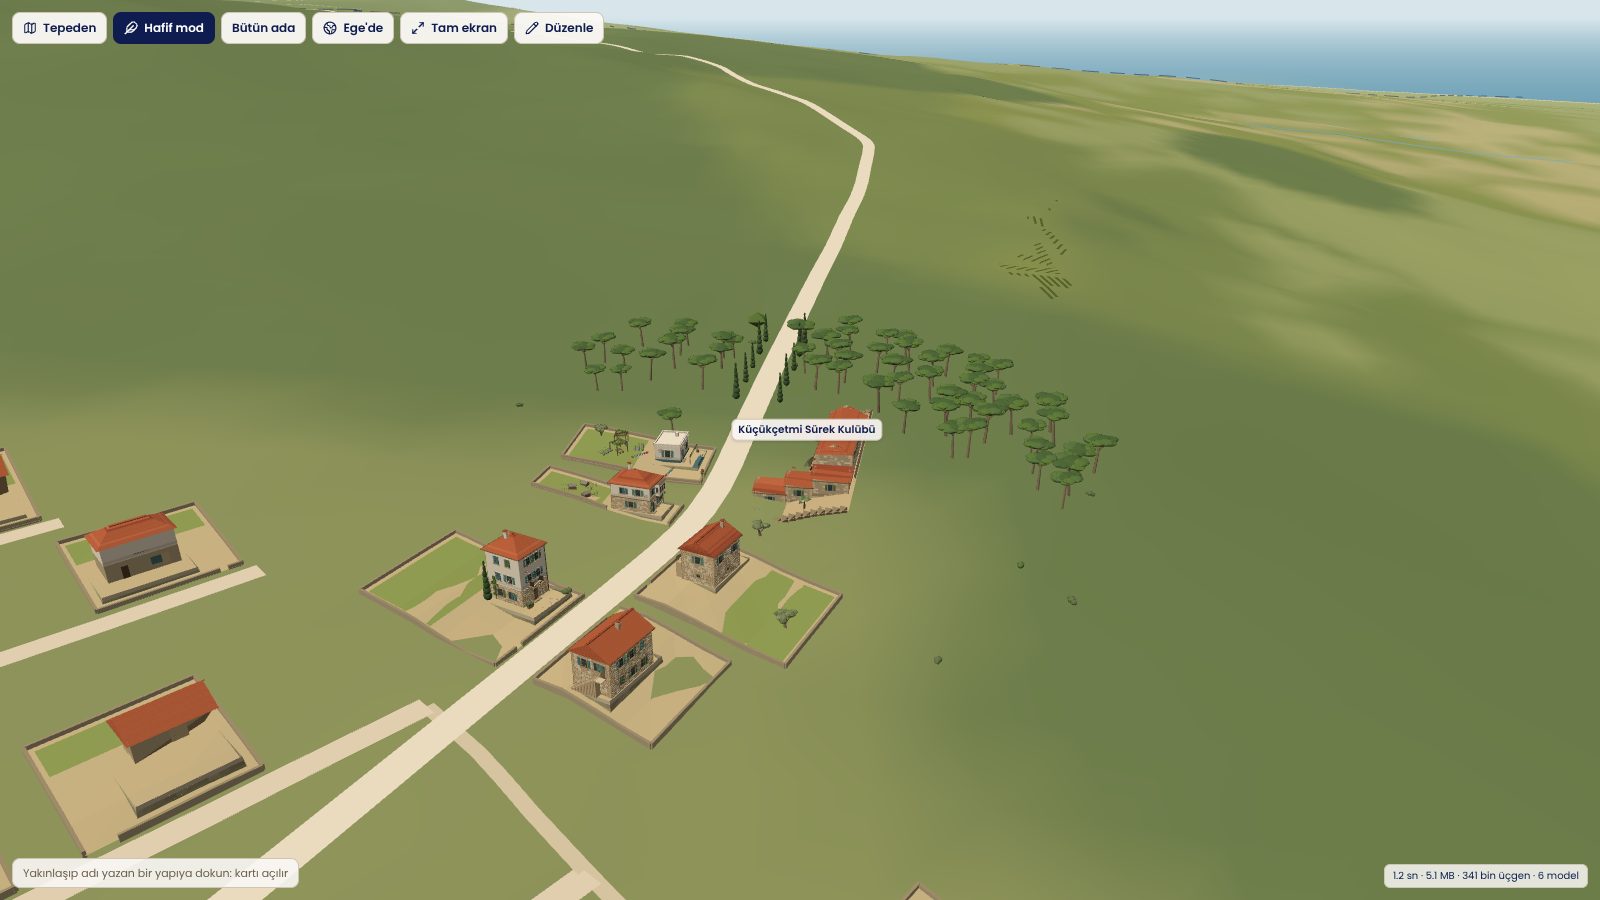 Tepeden
Hafif mod
Bütün ada
Ege'de
Tam ekran
Düzenle
Küçükçetmi Sürek Kulübü
Yakınlaşıp adı yazan bir yapıya dokun: kartı açılır
1.2 sn · 5.1 MB · 341 bin üçgen · 6 model